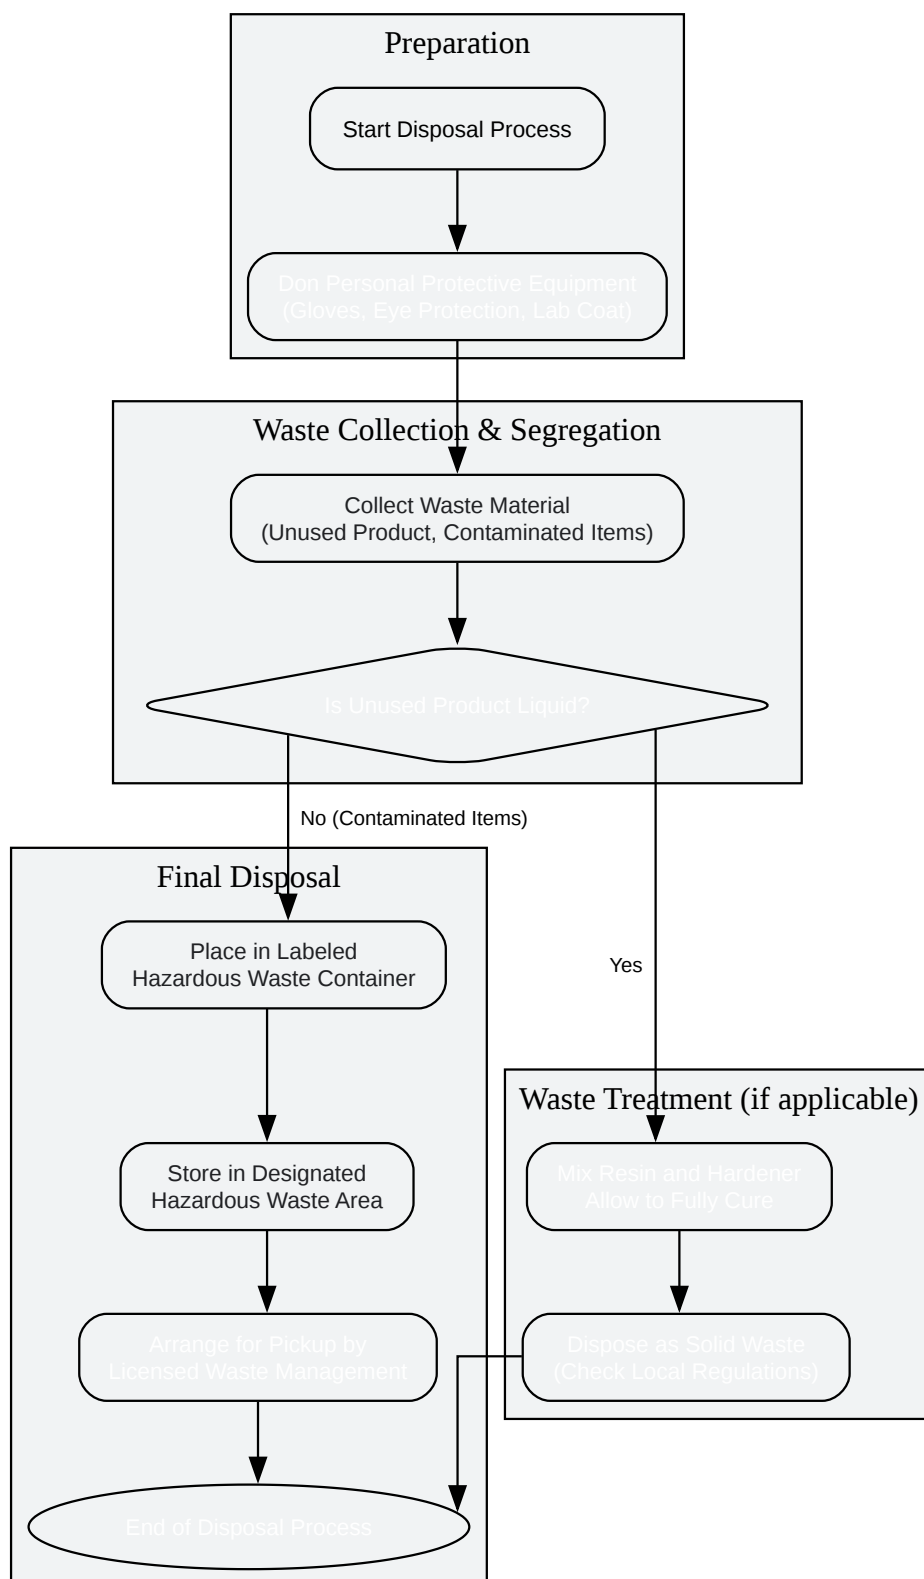 Preparation
Start Disposal Process
Don Personal Protective Equipment
(Gloves, Eye Protection, Lab Coat)
Waste Collection & Segregation
Collect Waste Material
(Unused Product, Contaminated Items)
Is Unused Product Liquid?
No (Contaminated Items)
Final Disposal
Place in Labeled
Hazardous Waste Container
Yes
Waste Treatment (if applicable)
Store in Designated
Hazardous Waste Area
Mix Resin and Hardener
Allow to Fully Cure
Arrange for Pickup by
Licensed Waste Management
Dispose as Solid Waste
(Check Local Regulations)
End of Disposal Process